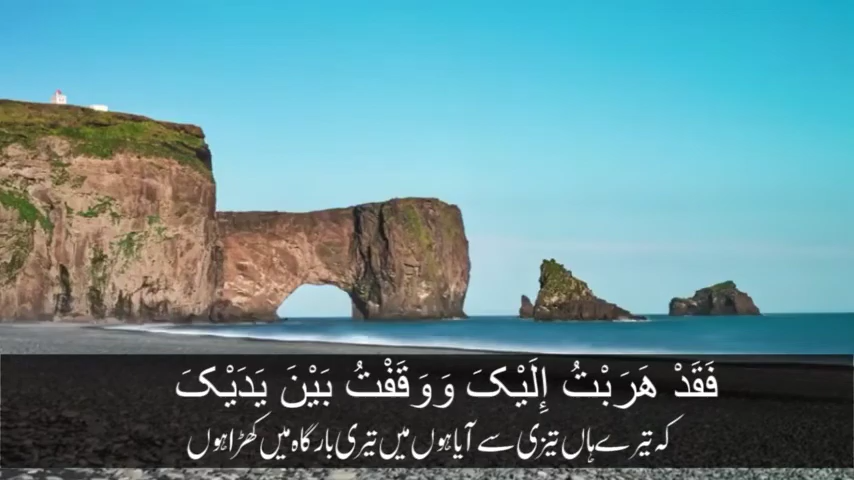 فَقَدْ هَرَبْتُ إِلَیْکَ وَوَقَفْتُ بَیْنَ یَدَیْکَ
کہ تیرے ہاں تیزی سے آیا ہوں میں تیری بارگاہ میں کھڑا ہوں